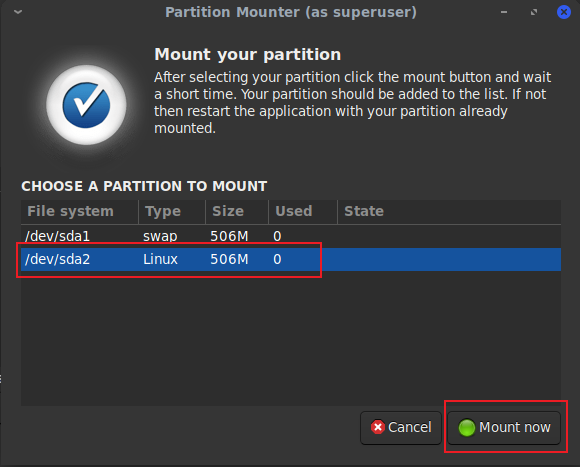 Partition Mounter (as superuser)
Mount your partition
After selecting your partition click the mount button and wait
a short time. Your partition should be added to the list. If not
then restart the application with your partition already
mounted.
CHOOSE A PARTITION TO MOUNT
File system Type Size Used State
/dev/sda1 swap 506M 0
/dev/sda2 Linux 506M 0
Cancel Mount now